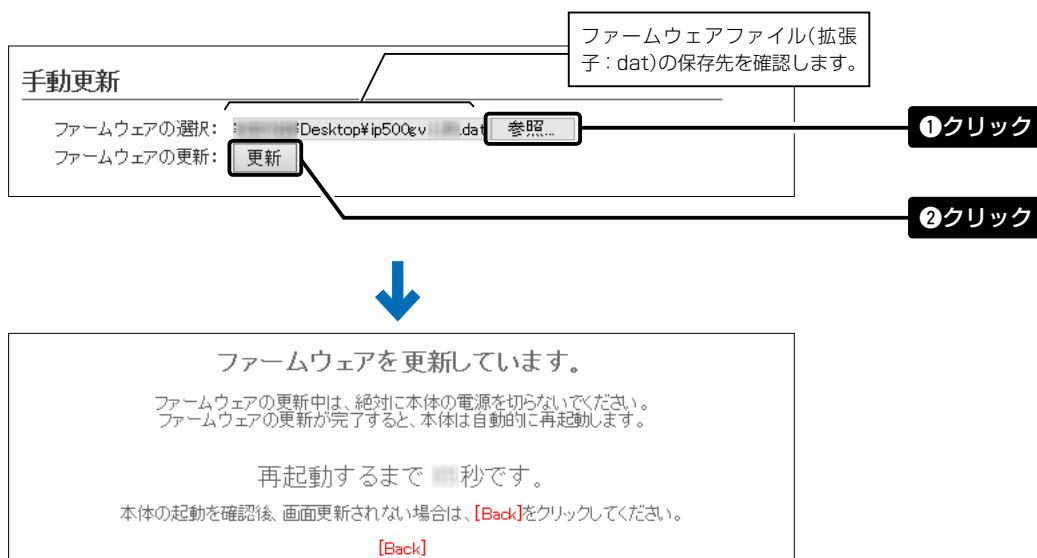 ファームウェアファイル(拡張
子：dat)の保存先を確認します。
手動更新
ファームウェアの選択： :Desktop¥ip500gv .dat 参照...
❶クリック
ファームウェアの更新： 更新
❷クリック
ファームウェアを更新しています。
ファームウェアの更新中は、絶対に本体の電源を切らないでください。
ファームウェアの更新が完了すると、本体は自動的に再起動します。
再起動するまで 秒です。
本体の起動を確認後、画面更新されない場合は、[Back]をクリックしてください。
[Back]